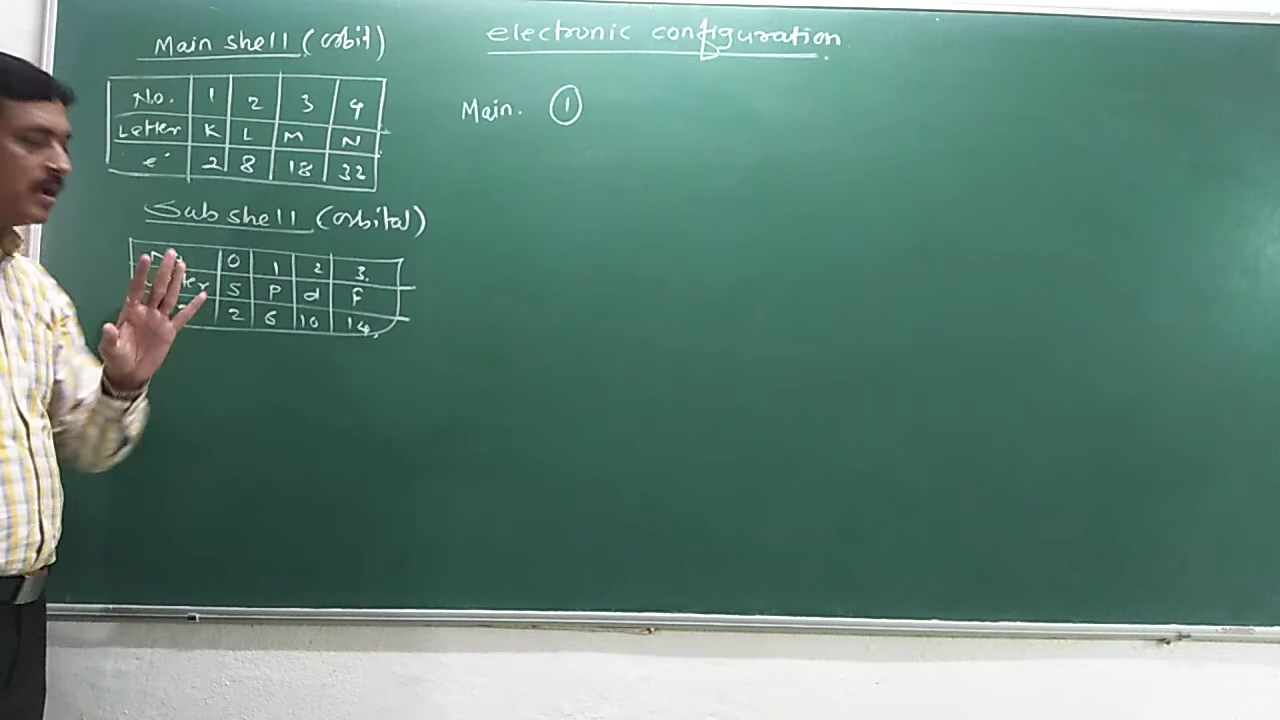 Main shell (orbit)
No. 1 2 3 4
Letter K L M N
e⁻ 2 8 18 32
Sub shell (orbital)
0 1 2 3.
s p d f
2 6 10 14,
electronic configuration.
Main. 1